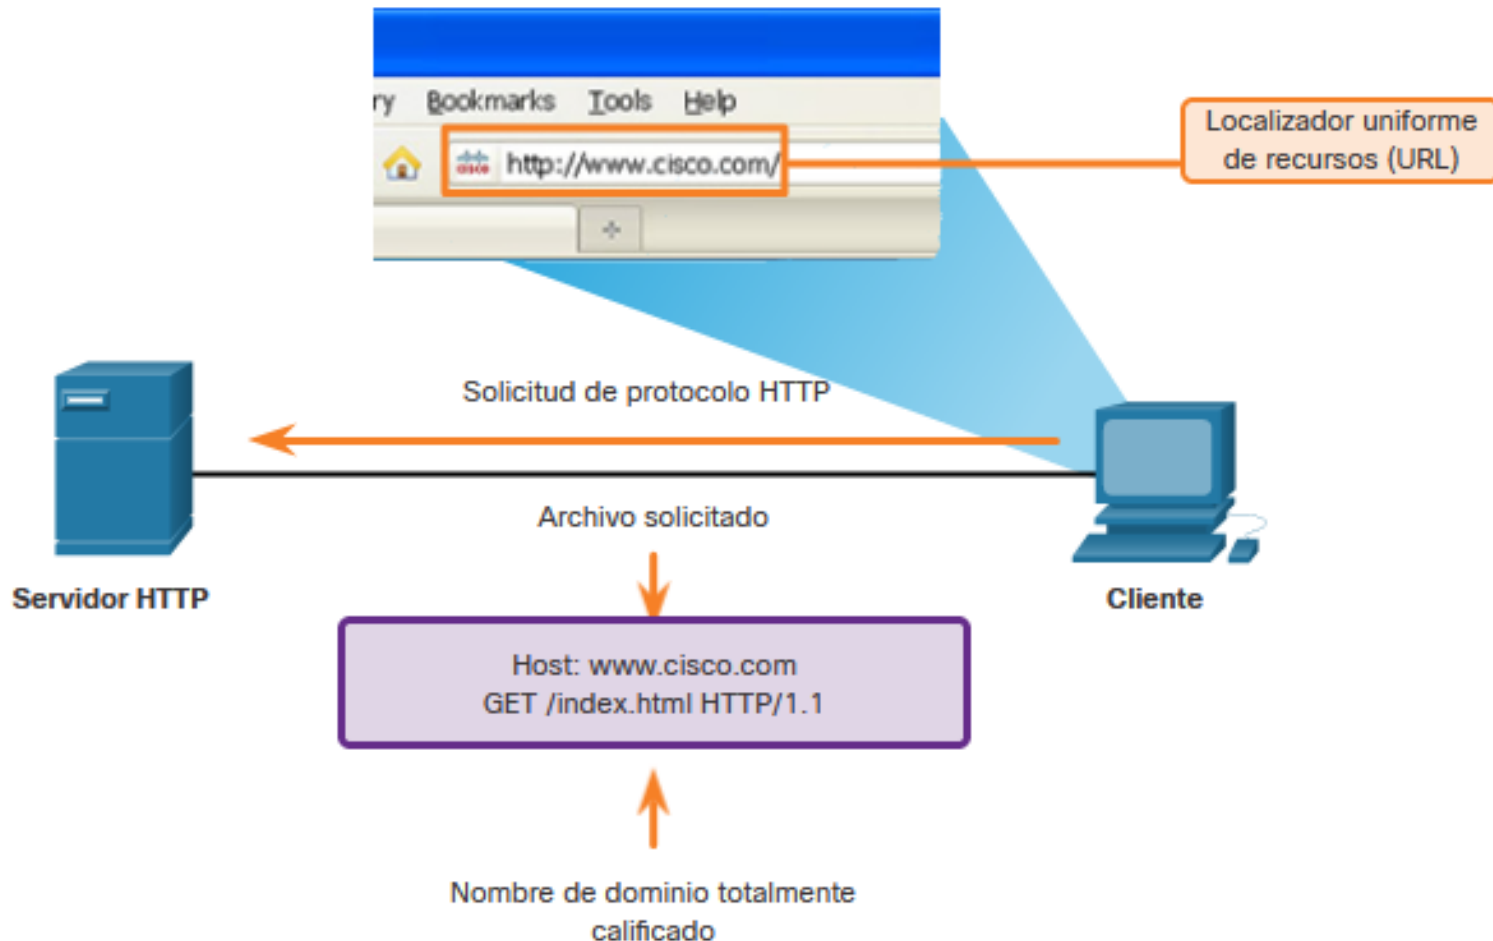 ry Bookmarks Tools Help
cisco http://www.cisco.com/
Localizador uniforme
de recursos (URL)
Solicitud de protocolo HTTP
Archivo solicitado
Servidor HTTP
Cliente
Host: www.cisco.com
GET /index.html HTTP/1.1
Nombre de dominio totalmente
calificado